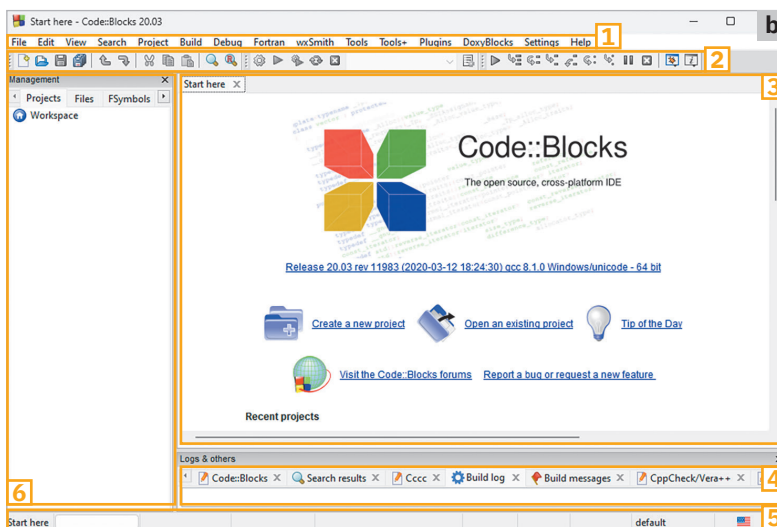 Start here - Code::Blocks 20.03
b
File Edit View Search Project Build Debug Fortran wxSmith Tools Tools+ Plugins DoxyBlocks Settings Help
1
2
Management
Projects Files FSymbols
Workspace
Start here
3
Code::Blocks
The open source, cross-platform IDE
Release 20.03 rev 11983 (2020-03-12 18:24:30) gcc 8.1.0 Windows/unicode - 64 bit
Create a new project Open an existing project Tip of the Day
Visit the Code::Blocks forums Report a bug or request a new feature
Recent projects
Logs & others
Code::Blocks Search results Cccc Build log Build messages CppCheck/Vera++
4
6
5
Start here default